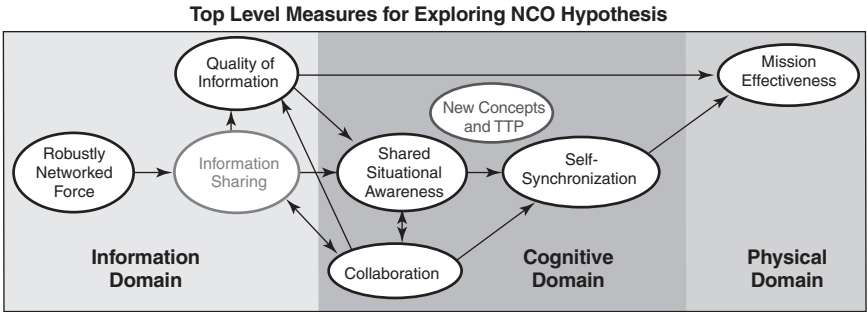 Top Level Measures for Exploring NCO Hypothesis
Quality of
Information
Mission
Effectiveness
New Concepts
and TTP
Robustly
Networked
Force
Information
Sharing
Shared
Situational
Awareness
Self-
Synchronization
Information
Domain
Collaboration
Cognitive
Domain
Physical
Domain